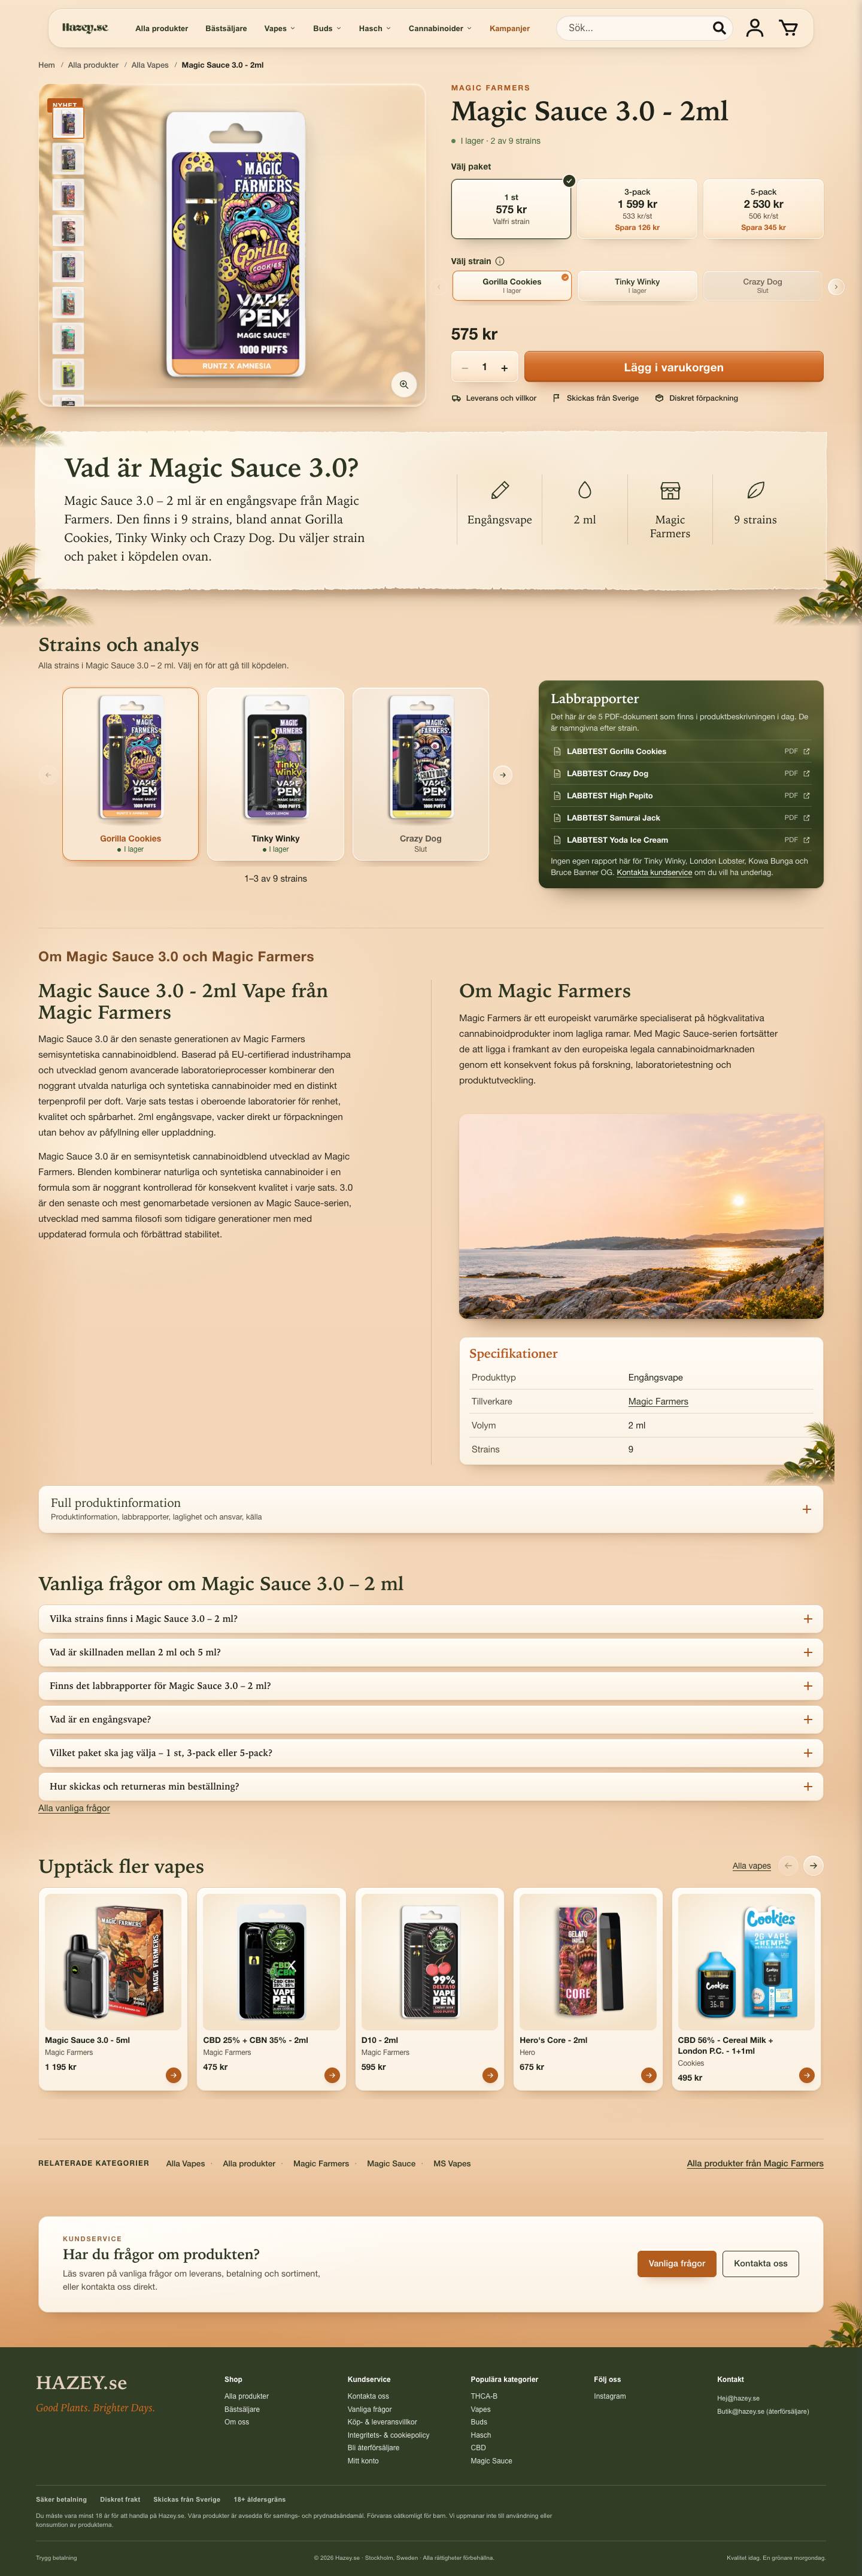 Hazey.se
Alla produkter
Bästsäljare
Vapes
Buds
Hasch
Cannabinoider
Kampanjer
Sök...
Hem / Alla produkter / Alla Vapes / Magic Sauce 3.0 - 2ml
NYHET
MAGIC FARMERS
Gorilla
COOKIES
VAPE
PEN
MAGIC SAUCE
1000 PUFFS
RUNTZ X AMNESIA
MAGIC FARMERS
Magic Sauce 3.0 - 2ml
I lager · 2 av 9 strains
Välj paket
1 st
575 kr
Valfri strain
3-pack
1 599 kr
533 kr/st
Spara 126 kr
5-pack
2 530 kr
506 kr/st
Spara 345 kr
Välj strain
Gorilla Cookies
I lager
Tinky Winky
I lager
Crazy Dog
Slut
575 kr
− 1 +
Lägg i varukorgen
Leverans och villkor
Skickas från Sverige
Diskret förpackning
Vad är Magic Sauce 3.0?
Magic Sauce 3.0 – 2 ml är en engångsvape från Magic
Farmers. Den finns i 9 strains, bland annat Gorilla
Cookies, Tinky Winky och Crazy Dog. Du väljer strain
och paket i köpdelen ovan.
Engångsvape
2 ml
Magic
Farmers
9 strains
Strains och analys
Alla strains i Magic Sauce 3.0 – 2 ml. Välj en för att gå till köpdelen.
Gorilla Cookies
I lager
Tinky Winky
I lager
Crazy Dog
Slut
1–3 av 9 strains
Labbrapporter
Det här är de 5 PDF-dokument som finns i produktbeskrivningen i dag. De
är namngivna efter strain.
LABBTEST Gorilla Cookies PDF
LABBTEST Crazy Dog PDF
LABBTEST High Pepito PDF
LABBTEST Samurai Jack PDF
LABBTEST Yoda Ice Cream PDF
Ingen egen rapport här för Tinky Winky, London Lobster, Kowa Bunga och
Bruce Banner OG. Kontakta kundservice om du vill ha underlag.
Om Magic Sauce 3.0 och Magic Farmers
Magic Sauce 3.0 - 2ml Vape från
Magic Farmers
Magic Sauce 3.0 är den senaste generationen av Magic Farmers
semisyntetiska cannabinoidblend. Baserad på EU-certifierad industrihampa
och utvecklad genom avancerade laboratorieprocesser kombinerar den
noggrant utvalda naturliga och syntetiska cannabinoider med en distinkt
terpenprofil per doft. Varje sats testas i oberoende laboratorier för renhet,
kvalitet och spårbarhet. 2ml engångsvape, vacker direkt ur förpackningen
utan behov av påfyllning eller uppladdning.
Magic Sauce 3.0 är en semisyntetisk cannabinoidblend utvecklad av Magic
Farmers. Blenden kombinerar naturliga och syntetiska cannabinoider i en
formula som är noggrant kontrollerad för konsekvent kvalitet i varje sats. 3.0
är den senaste och mest genomarbetade versionen av Magic Sauce-serien,
utvecklad med samma filosofi som tidigare generationer men med
uppdaterad formula och förbättrad stabilitet.
Om Magic Farmers
Magic Farmers är ett europeiskt varumärke specialiserat på högkvalitativa
cannabinoidprodukter inom lagliga ramar. Med Magic Sauce-serien fortsätter
de att ligga i framkant av den europeiska legala cannabinoidmarknaden
genom ett konsekvent fokus på forskning, laboratorietestning och
produktutveckling.
Specifikationer
Produkttyp Engångsvape
Tillverkare Magic Farmers
Volym 2 ml
Strains 9
Full produktinformation
Produktinformation, labbrapporter, laglighet och ansvar, källa
Vanliga frågor om Magic Sauce 3.0 – 2 ml
Vilka strains finns i Magic Sauce 3.0 – 2 ml?
Vad är skillnaden mellan 2 ml och 5 ml?
Finns det labbrapporter för Magic Sauce 3.0 – 2 ml?
Vad är en engångsvape?
Vilket paket ska jag välja – 1 st, 3-pack eller 5-pack?
Hur skickas och returneras min beställning?
Alla vanliga frågor
Upptäck fler vapes
Alla vapes
Magic Sauce 3.0 - 5ml
Magic Farmers
1 195 kr
CBD 25% + CBN 35% - 2ml
Magic Farmers
475 kr
D10 - 2ml
Magic Farmers
595 kr
Hero's Core - 2ml
Hero
675 kr
CBD 56% - Cereal Milk +
London P.C. - 1+1ml
Cookies
495 kr
RELATERADE KATEGORIER
Alla Vapes · Alla produkter · Magic Farmers · Magic Sauce · MS Vapes
Alla produkter från Magic Farmers
KUNDSERVICE
Har du frågor om produkten?
Läs svaren på vanliga frågor om leverans, betalning och sortiment,
eller kontakta oss direkt.
Vanliga frågor
Kontakta oss
HAZEY.se
Good Plants. Brighter Days.
Shop
Alla produkter
Bästsäljare
Om oss
Kundservice
Kontakta oss
Vanliga frågor
Köp- & leveransvillkor
Integritets- & cookiepolicy
Bli återförsäljare
Mitt konto
Populära kategorier
THCA-B
Vapes
Buds
Hasch
CBD
Magic Sauce
Följ oss
Instagram
Kontakt
Hej@hazey.se
Butik@hazey.se (återförsäljare)
Säker betalning
Diskret frakt
Skickas från Sverige
18+ åldersgräns
Du måste vara minst 18 år för att handla på Hazey.se. Våra produkter är avsedda för samlings- och prydnadsändamål. Förvaras oåtkomligt för barn. Vi uppmanar inte till användning eller
konsumtion av produkterna.
Trygg betalning
© 2026 Hazey.se · Stockholm, Sweden · Alla rättigheter förbehållna.
Kvalitet idag. En grönare morgondag.